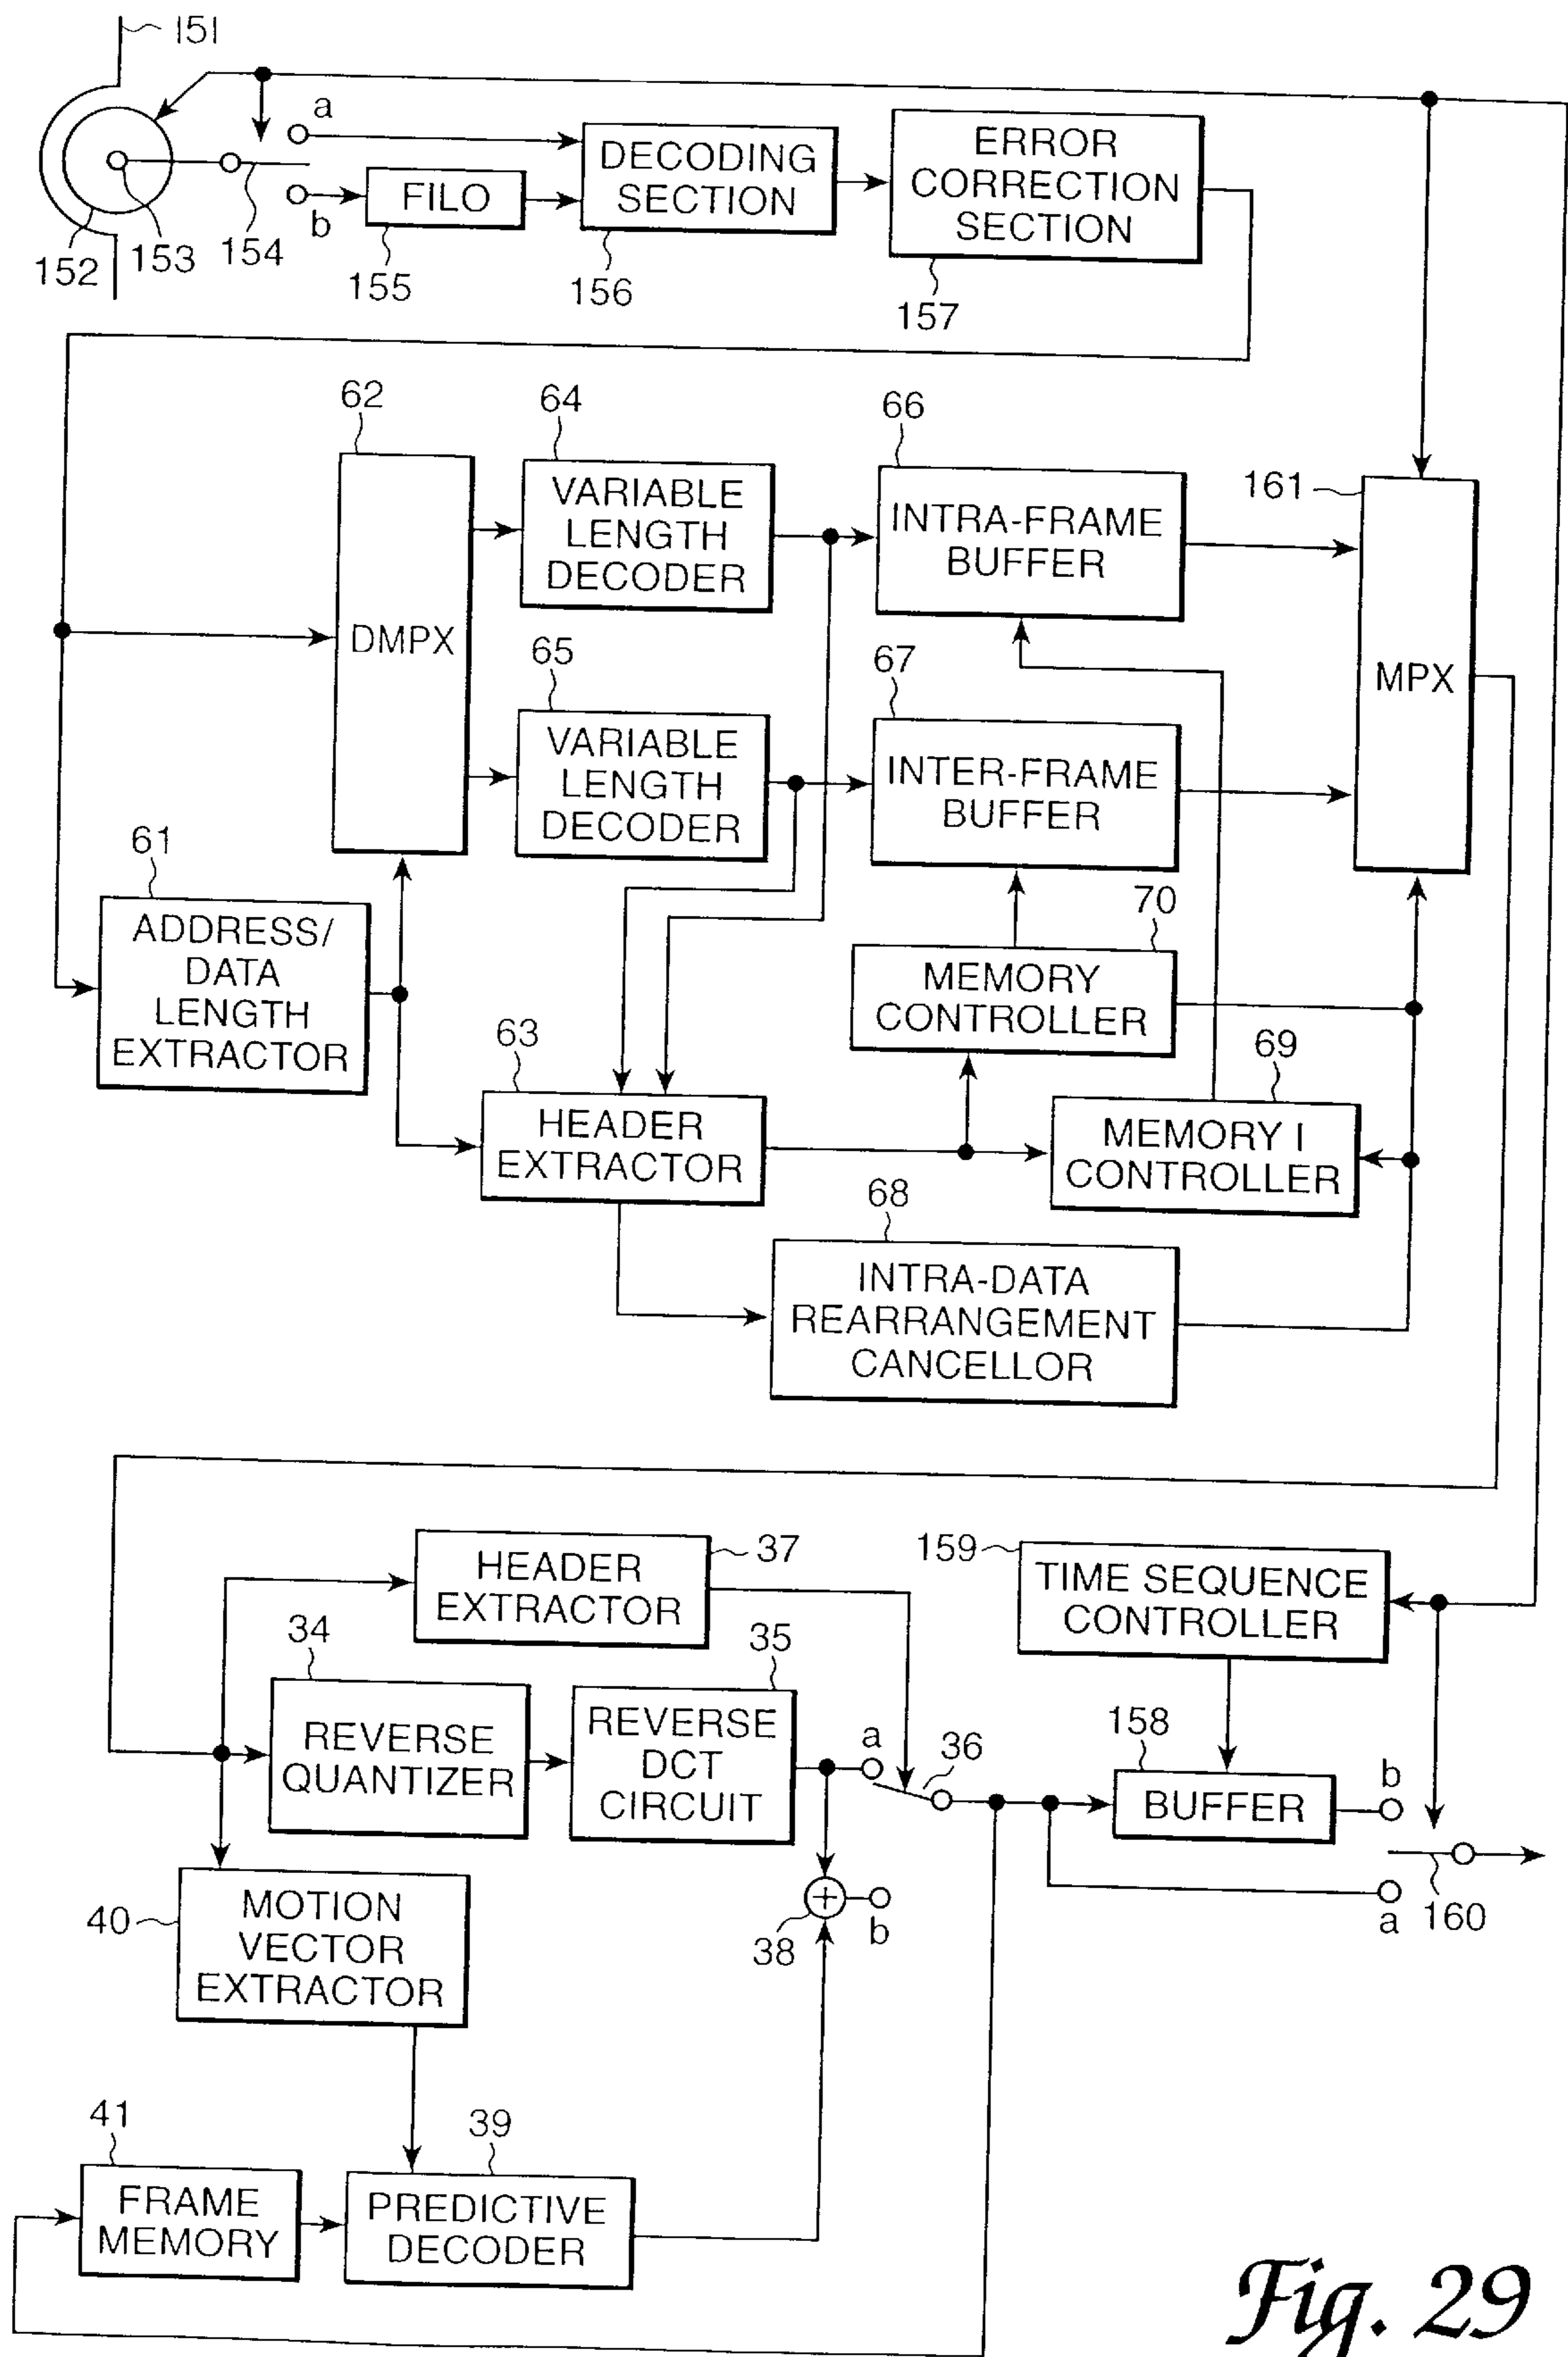 151
a
DECODING
SECTION
ERROR
CORRECTION
SECTION
FILO
b
152
153
154
155
156
157
62
64
66
161
VARIABLE
LENGTH
DECODER
INTRA-FRAME
BUFFER
DMPX
65
67
MPX
VARIABLE
LENGTH
DECODER
INTER-FRAME
BUFFER
61
70
ADDRESS/
DATA
LENGTH
EXTRACTOR
MEMORY
CONTROLLER
63
69
HEADER
EXTRACTOR
MEMORY I
CONTROLLER
68
INTRA-DATA
REARRANGEMENT
CANCELLOR
HEADER
EXTRACTOR
37
159
TIME SEQUENCE
CONTROLLER
34
35
REVERSE
QUANTIZER
REVERSE
DCT
CIRCUIT
a
36
158
BUFFER
b
MOTION
VECTOR
EXTRACTOR
40
38
b
a
160
41
39
FRAME
MEMORY
PREDICTIVE
DECODER
Fig. 29